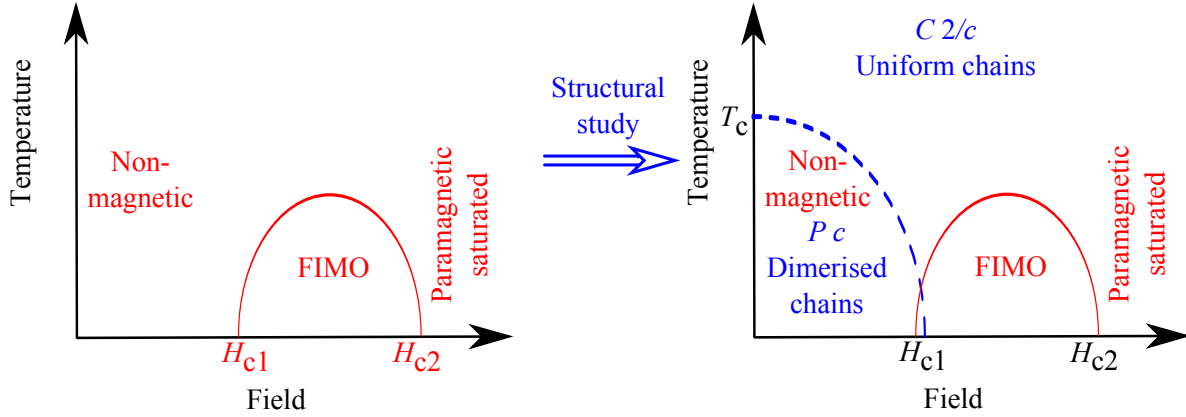 Temperature
Non-
magnetic
FIMO
Paramagnetic
saturated
H c1
H c2
Field
Structural
study
Temperature
T c
C 2/c
Uniform chains
Non-
magnetic
P c
Dimerised
chains
FIMO
Paramagnetic
saturated
H c1
H c2
Field